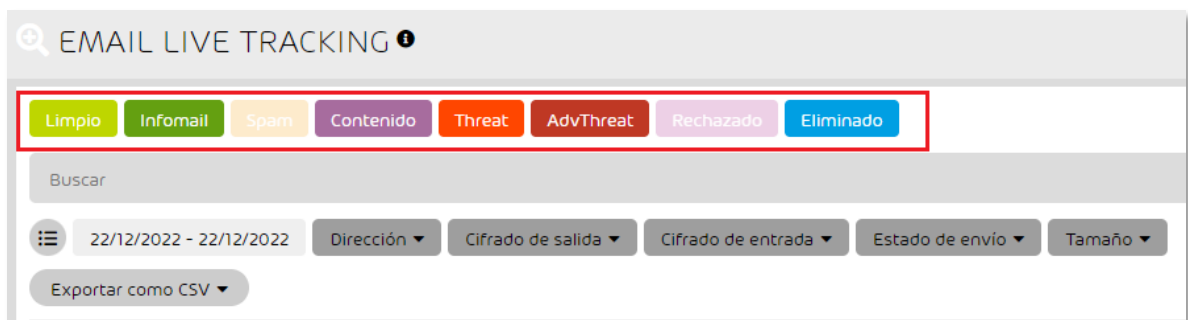 EMAIL LIVE TRACKING
Limpio Infomail Spam Contenido Threat AdvThreat Rechazado Eliminado
Buscar
22/12/2022 - 22/12/2022 Dirección Cifrado de salida Cifrado de entrada Estado de envío Tamaño
Exportar como CSV